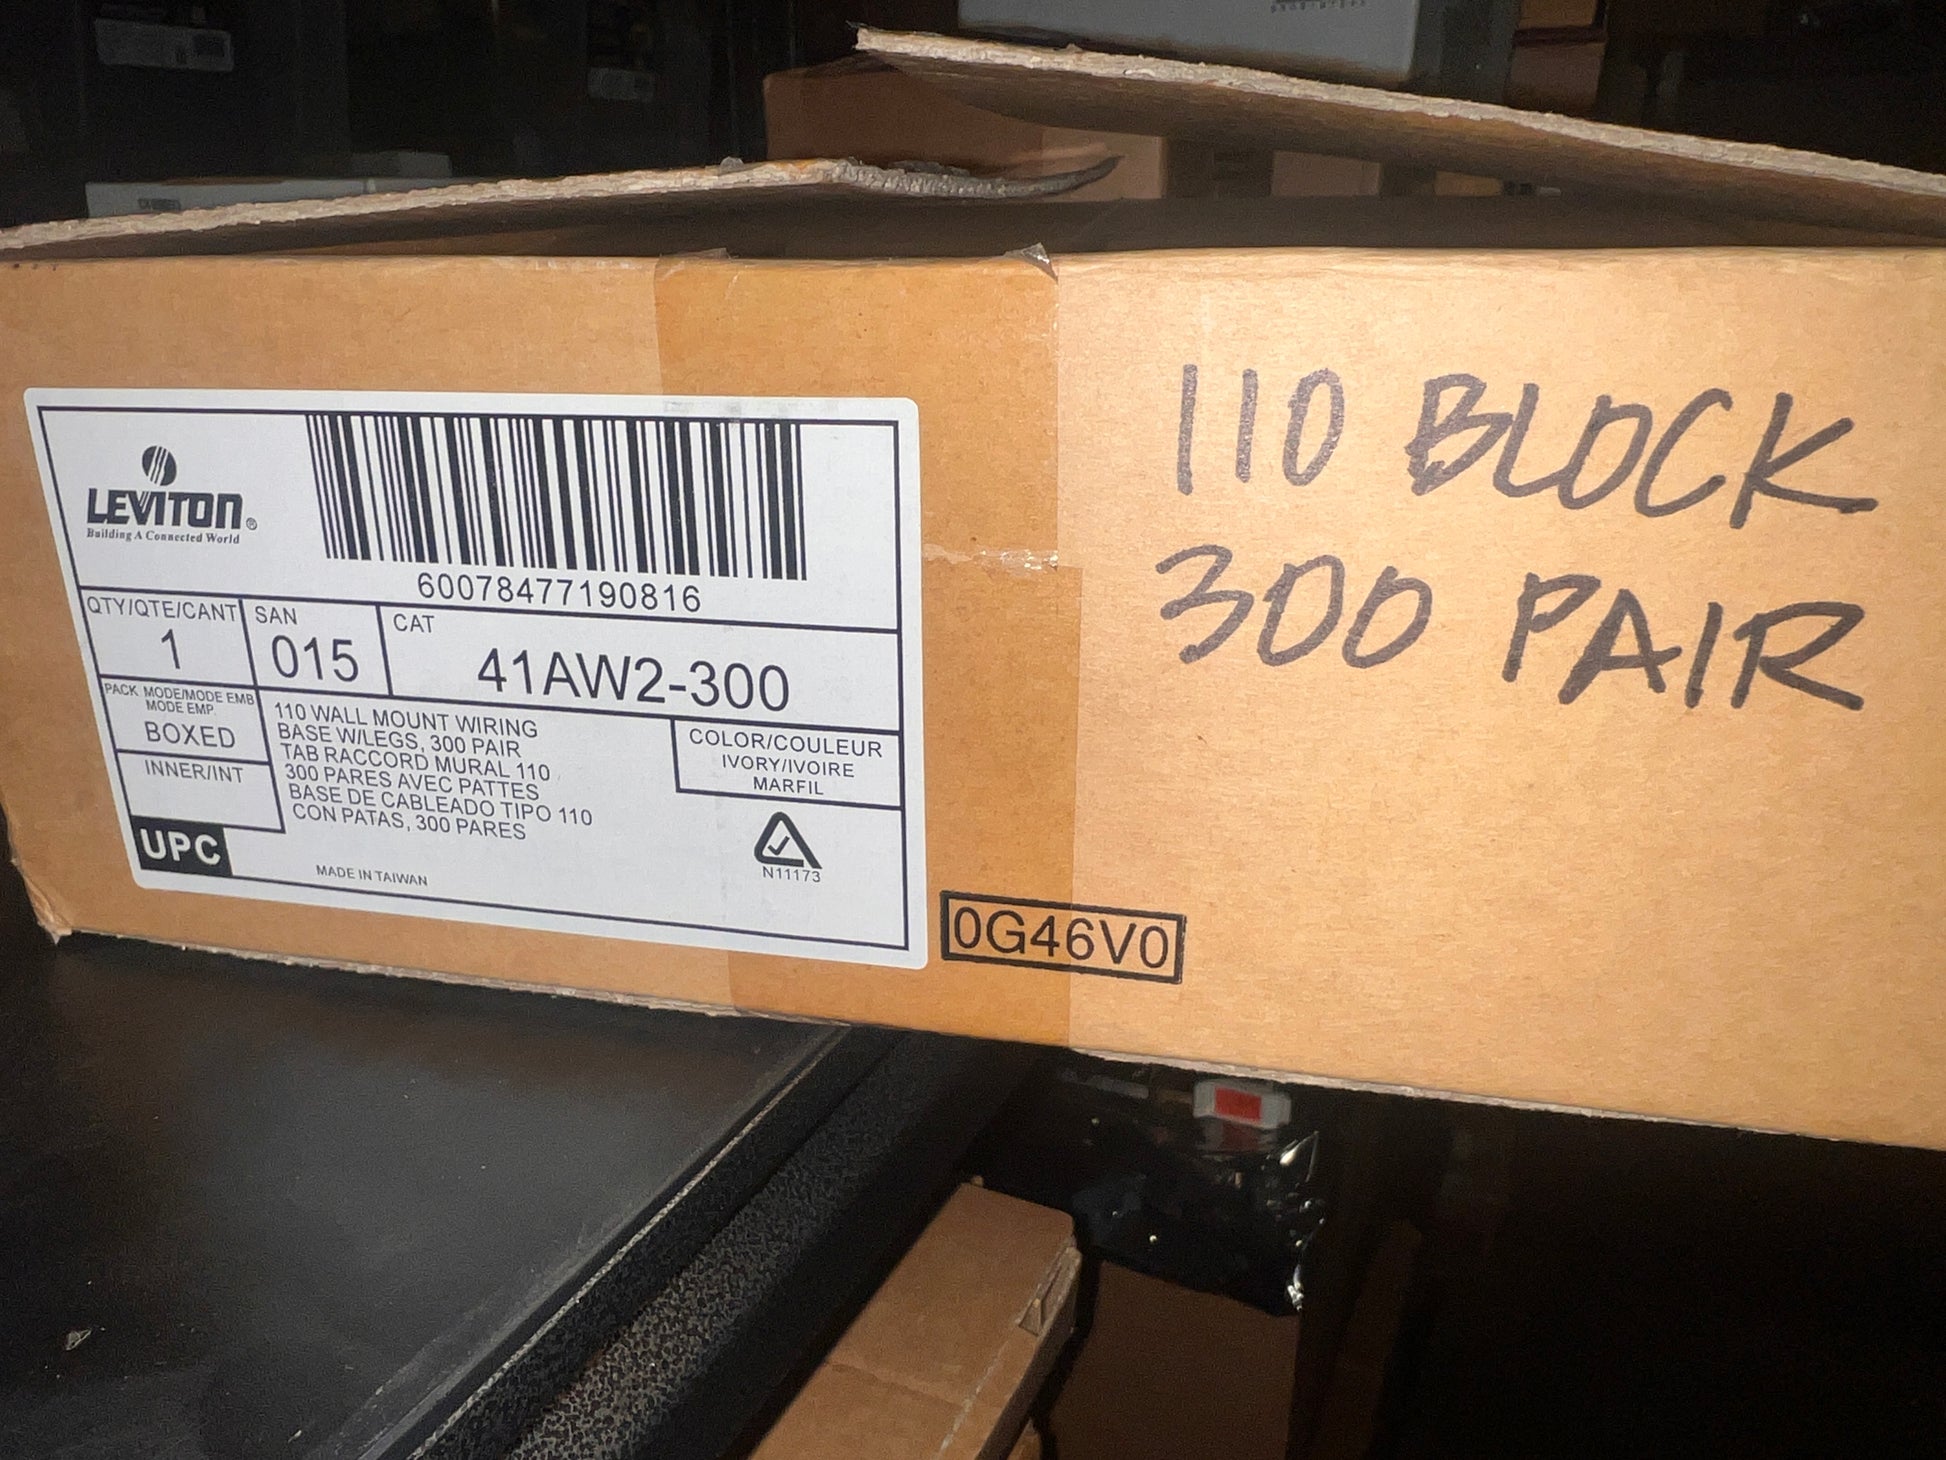 LEVITON®
Building A Connected World
60078477190816
QTY/QTE/CANT
1
SAN
015
CAT
41AW2-300
PACK MODE/MODE EMB
MODE EMP.
BOXED
INNER/INT
110 WALL MOUNT WIRING
BASE W/LEGS, 300 PAIR
TAB RACCORD MURAL 110
300 PARES AVEC PATTES
BASE DE CABLEADO TIPO 110
CON PATAS, 300 PARES
COLOR/COULEUR
IVORY/IVOIRE
MARFIL
UPC
MADE IN TAIWAN
N11173
0G46V0
110 BLOCK
300 PAIR